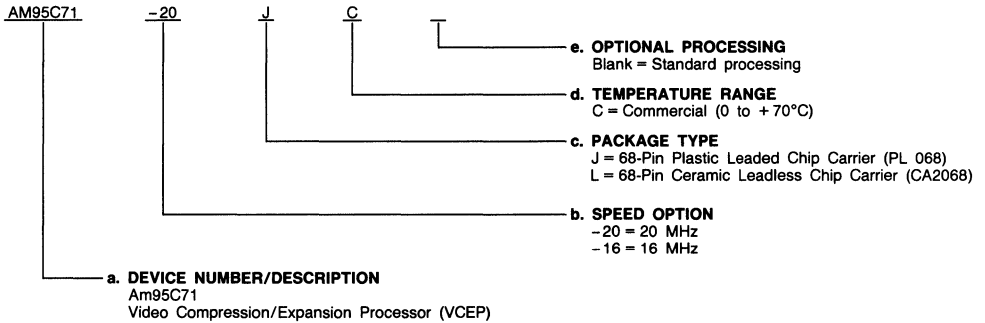 AM95C71 -20 J C _
e. OPTIONAL PROCESSING
Blank = Standard processing
d. TEMPERATURE RANGE
C = Commercial (0 to +70°C)
c. PACKAGE TYPE
J = 68-Pin Plastic Leaded Chip Carrier (PL 068)
L = 68-Pin Ceramic Leadless Chip Carrier (CA2068)
b. SPEED OPTION
-20 = 20 MHz
-16 = 16 MHz
a. DEVICE NUMBER/DESCRIPTION
Am95C71
Video Compression/Expansion Processor (VCEP)